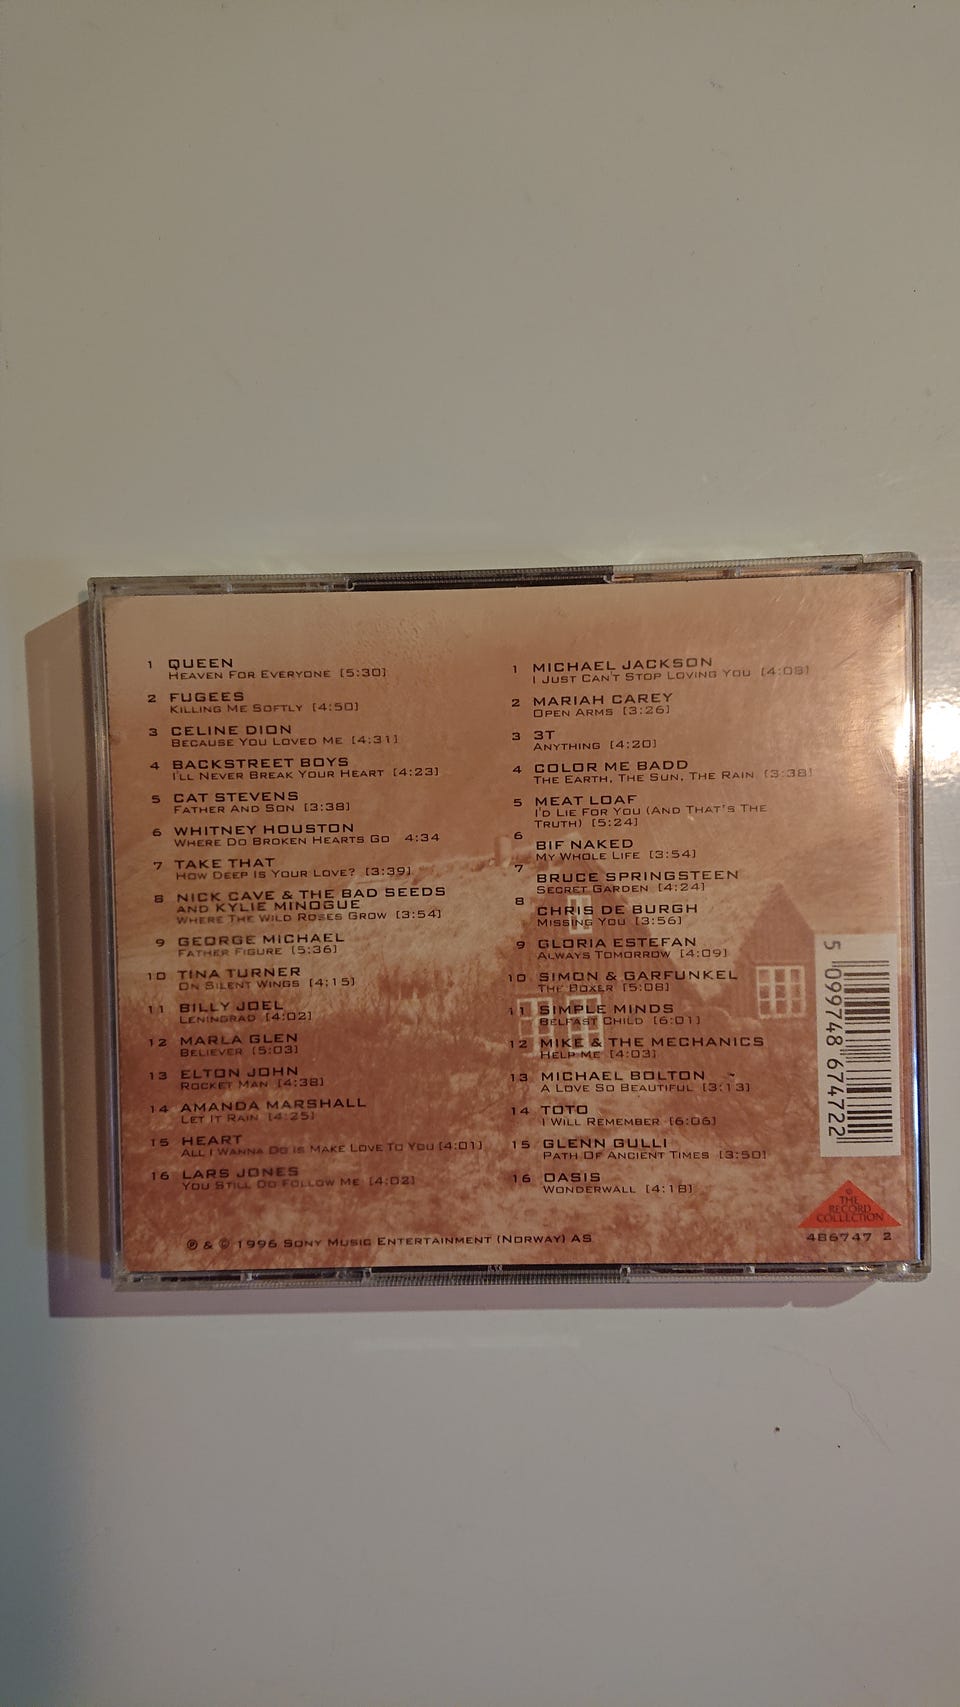 1 QUEEN
HEAVEN FOR EVERYONE [5:30]
2 FUGEES
KILLING ME SOFTLY [4:50]
3 CELINE DION
BECAUSE YOU LOVED ME [4:31]
4 BACKSTREET BOYS
I'LL NEVER BREAK YOUR HEART [4:23]
5 CAT STEVENS
FATHER AND SON [3:38]
6 WHITNEY HOUSTON
WHERE DO BROKEN HEARTS GO 4:34
7 TAKE THAT
HOW DEEP IS YOUR LOVE? [3:39]
8 NICK CAVE & THE BAD SEEDS
AND KYLIE MINOGUE
WHERE THE WILD ROSES GROW [3:54]
9 GEORGE MICHAEL
FATHER FIGURE [5:36]
10 TINA TURNER
ON SILENT WINGS [4:15]
11 BILLY JOEL
LENINGRAD [4:02]
12 MARLA GLEN
BELIEVER [5:03]
13 ELTON JOHN
ROCKET MAN [4:38]
14 AMANDA MARSHALL
LET IT RAIN [4:25]
15 HEART
ALL I WANNA DO IS MAKE LOVE TO YOU [4:01]
16 LARS JONES
YOU STILL DO FOLLOW ME [4:02]
1 MICHAEL JACKSON
I JUST CAN'T STOP LOVING YOU [4:08]
2 MARIAH CAREY
OPEN ARMS [3:26]
3 3T
ANYTHING [4:20]
4 COLOR ME BADD
THE EARTH, THE SUN, THE RAIN [3:38]
5 MEAT LOAF
I'D LIE FOR YOU (AND THAT'S THE
TRUTH) [5:24]
6 BIF NAKED
MY WHOLE LIFE [3:54]
7 BRUCE SPRINGSTEEN
SECRET GARDEN [4:24]
8 CHRIS DE BURGH
MISSING YOU [3:56]
9 GLORIA ESTEFAN
ALWAYS TOMORROW [4:09]
10 SIMON & GARFUNKEL
THE BOXER [5:08]
11 SIMPLE MINDS
BELFAST CHILD [6:01]
12 MIKE & THE MECHANICS
HELP ME [4:03]
13 MICHAEL BOLTON
A LOVE SO BEAUTIFUL [3:13]
14 TOTO
I WILL REMEMBER [6:06]
15 GLENN GULLI
PATH OF ANCIENT TIMES [3:50]
16 OASIS
WONDERWALL [4:18]
5 099748 674722
THE
RECORD
COLLECTION
486747 2
℗ & © 1996 SONY MUSIC ENTERTAINMENT (NORWAY) AS